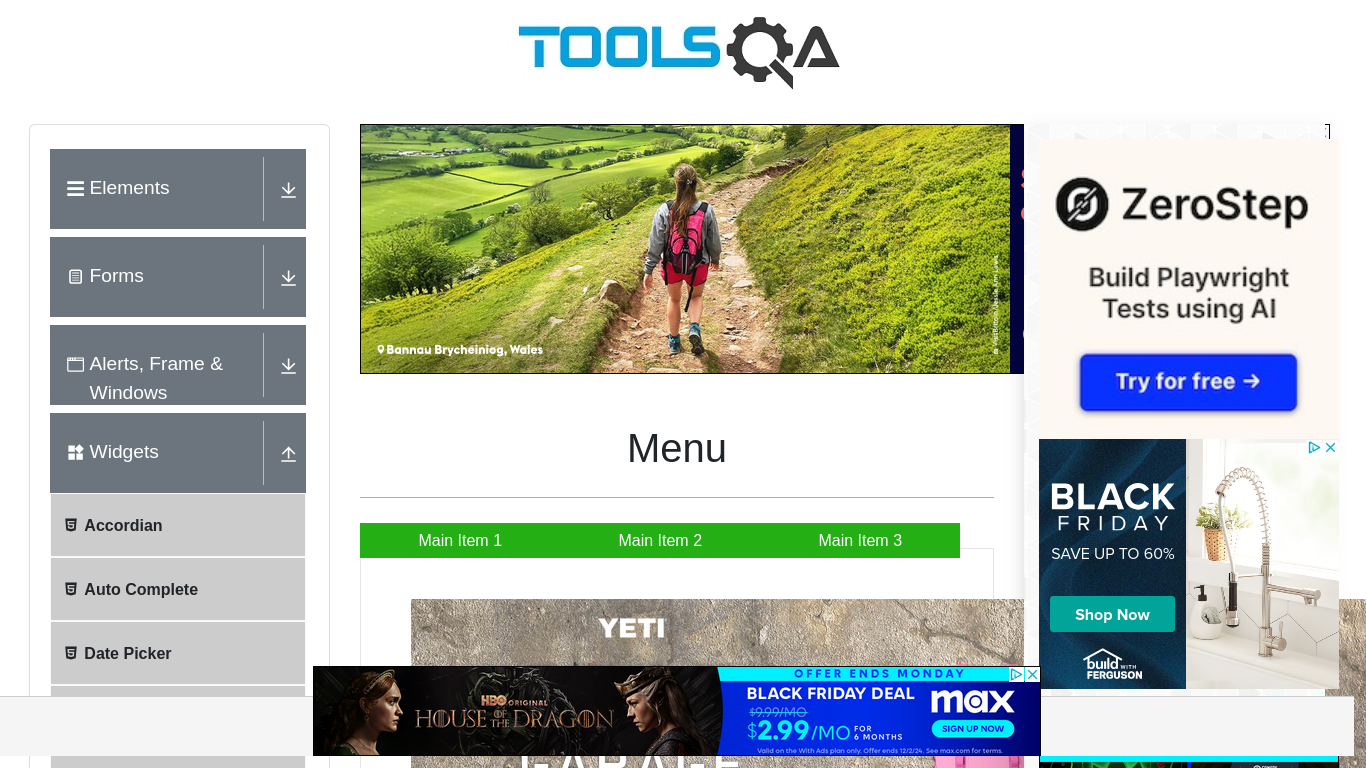 TOOLSQA
Elements
Forms
Alerts, Frame &
Windows
Widgets
Accordian
Auto Complete
Date Picker
Bannau Brycheiniog, Wales
Menu
Main Item 1
Main Item 2
Main Item 3
YETI
ZeroStep
Build Playwright
Tests using AI
Try for free →
BLACK
FRIDAY
SAVE UP TO 60%
Shop Now
build WITH
FERGUSON
HBO ORIGINAL
HOUSE OF THE DRAGON
OFFER ENDS MONDAY
BLACK FRIDAY DEAL
$9.99/MO
$2.99/MO FOR
6 MONTHS
max
SIGN UP NOW
Valid on the With Ads plan only. Offer ends 12/2/24. See max.com for terms.